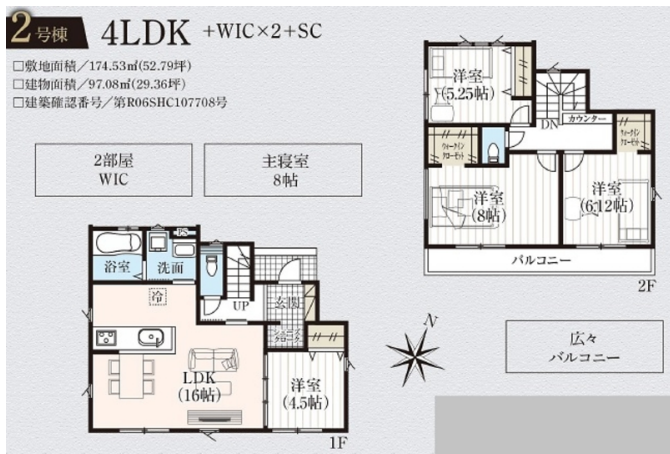 2号棟 4LDK +WIC×2+SC
□敷地面積／174.53㎡(52.79坪)
□建物面積／97.08㎡(29.36坪)
□建築確認番号／第R06SHC107708号
2部屋
WIC
主寝室
8帖
洋室
(5.25帖)
DN
カウンター
ウォークイン
クローゼット
ウォークイン
クローゼット
洋室
(8帖)
洋室
(6.12帖)
バルコニー
2F
PS
浴室
洗面
冷
UP
玄関
シューズ
クローク
LDK
(16帖)
洋室
(4.5帖)
1F
N
広々
バルコニー